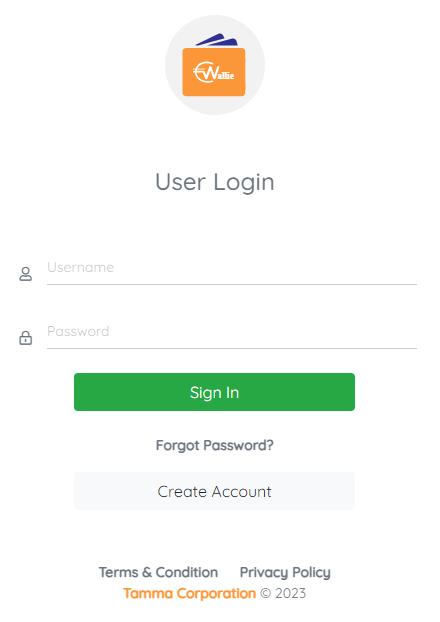 Wallie
User Login
Username
Password
Sign In
Forgot Password?
Create Account
Terms & Condition Privacy Policy
Tamma Corporation © 2023